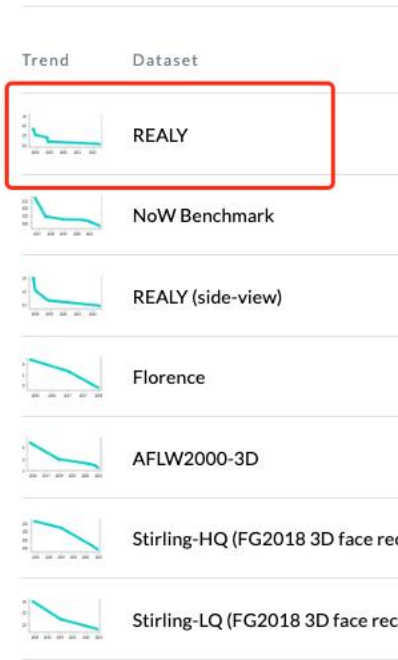 Trend Dataset
REALY
NoW Benchmark
REALY (side-view)
Florence
AFLW2000-3D
Stirling-HQ (FG2018 3D face rec
Stirling-LQ (FG2018 3D face rec